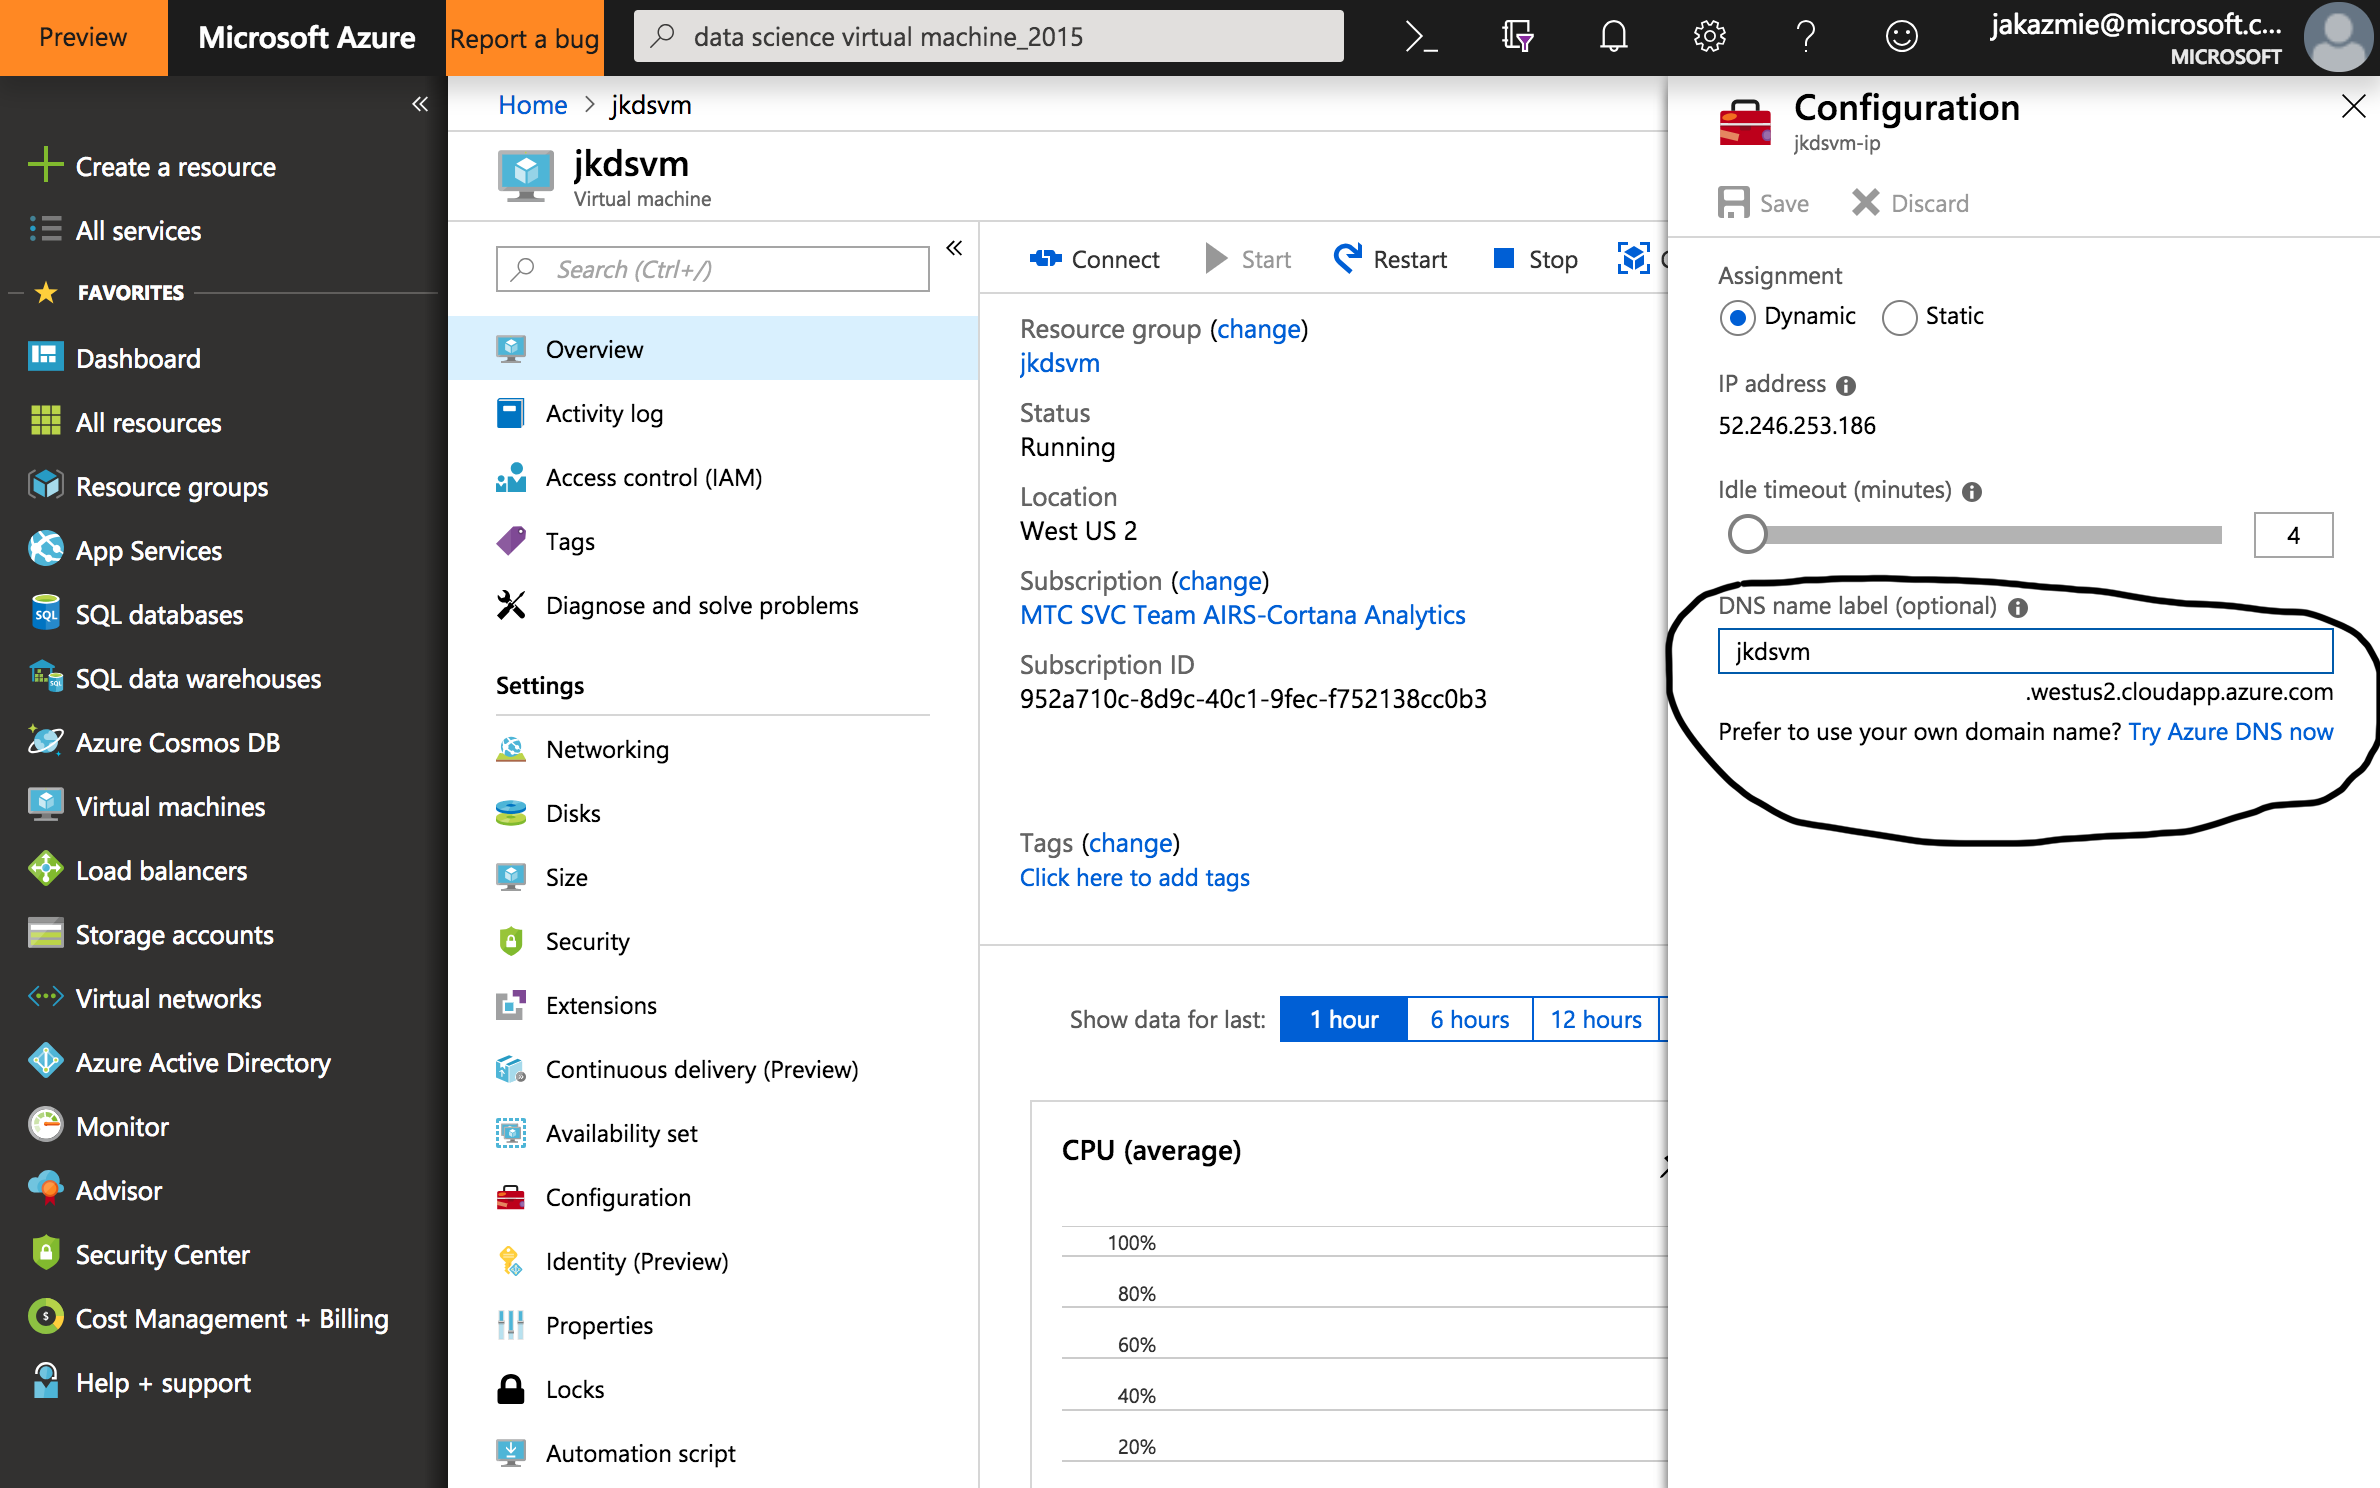 Preview
Microsoft Azure
Report a bug
data science virtual machine_2015
jakazmie@microsoft.c...
MICROSOFT
Create a resource
All services
FAVORITES
Dashboard
All resources
Resource groups
App Services
SQL databases
SQL data warehouses
Azure Cosmos DB
Virtual machines
Load balancers
Storage accounts
Virtual networks
Azure Active Directory
Monitor
Advisor
Security Center
Cost Management + Billing
Help + support
Home > jkdsvm
jkdsvm
Virtual machine
Search (Ctrl+/)
Overview
Activity log
Access control (IAM)
Tags
Diagnose and solve problems
Settings
Networking
Disks
Size
Security
Extensions
Continuous delivery (Preview)
Availability set
Configuration
Identity (Preview)
Properties
Locks
Automation script
Connect Start Restart Stop
Resource group (change)
jkdsvm
Status
Running
Location
West US 2
Subscription (change)
MTC SVC Team AIRS-Cortana Analytics
Subscription ID
952a710c-8d9c-40c1-9fec-f752138cc0b3
Tags (change)
Click here to add tags
Show data for last: 1 hour 6 hours 12 hours
CPU (average)
100%
80%
60%
40%
20%
Configuration
jkdsvm-ip
Save Discard
Assignment
Dynamic Static
IP address
52.246.253.186
Idle timeout (minutes)
4
DNS name label (optional)
jkdsvm
.westus2.cloudapp.azure.com
Prefer to use your own domain name? Try Azure DNS now